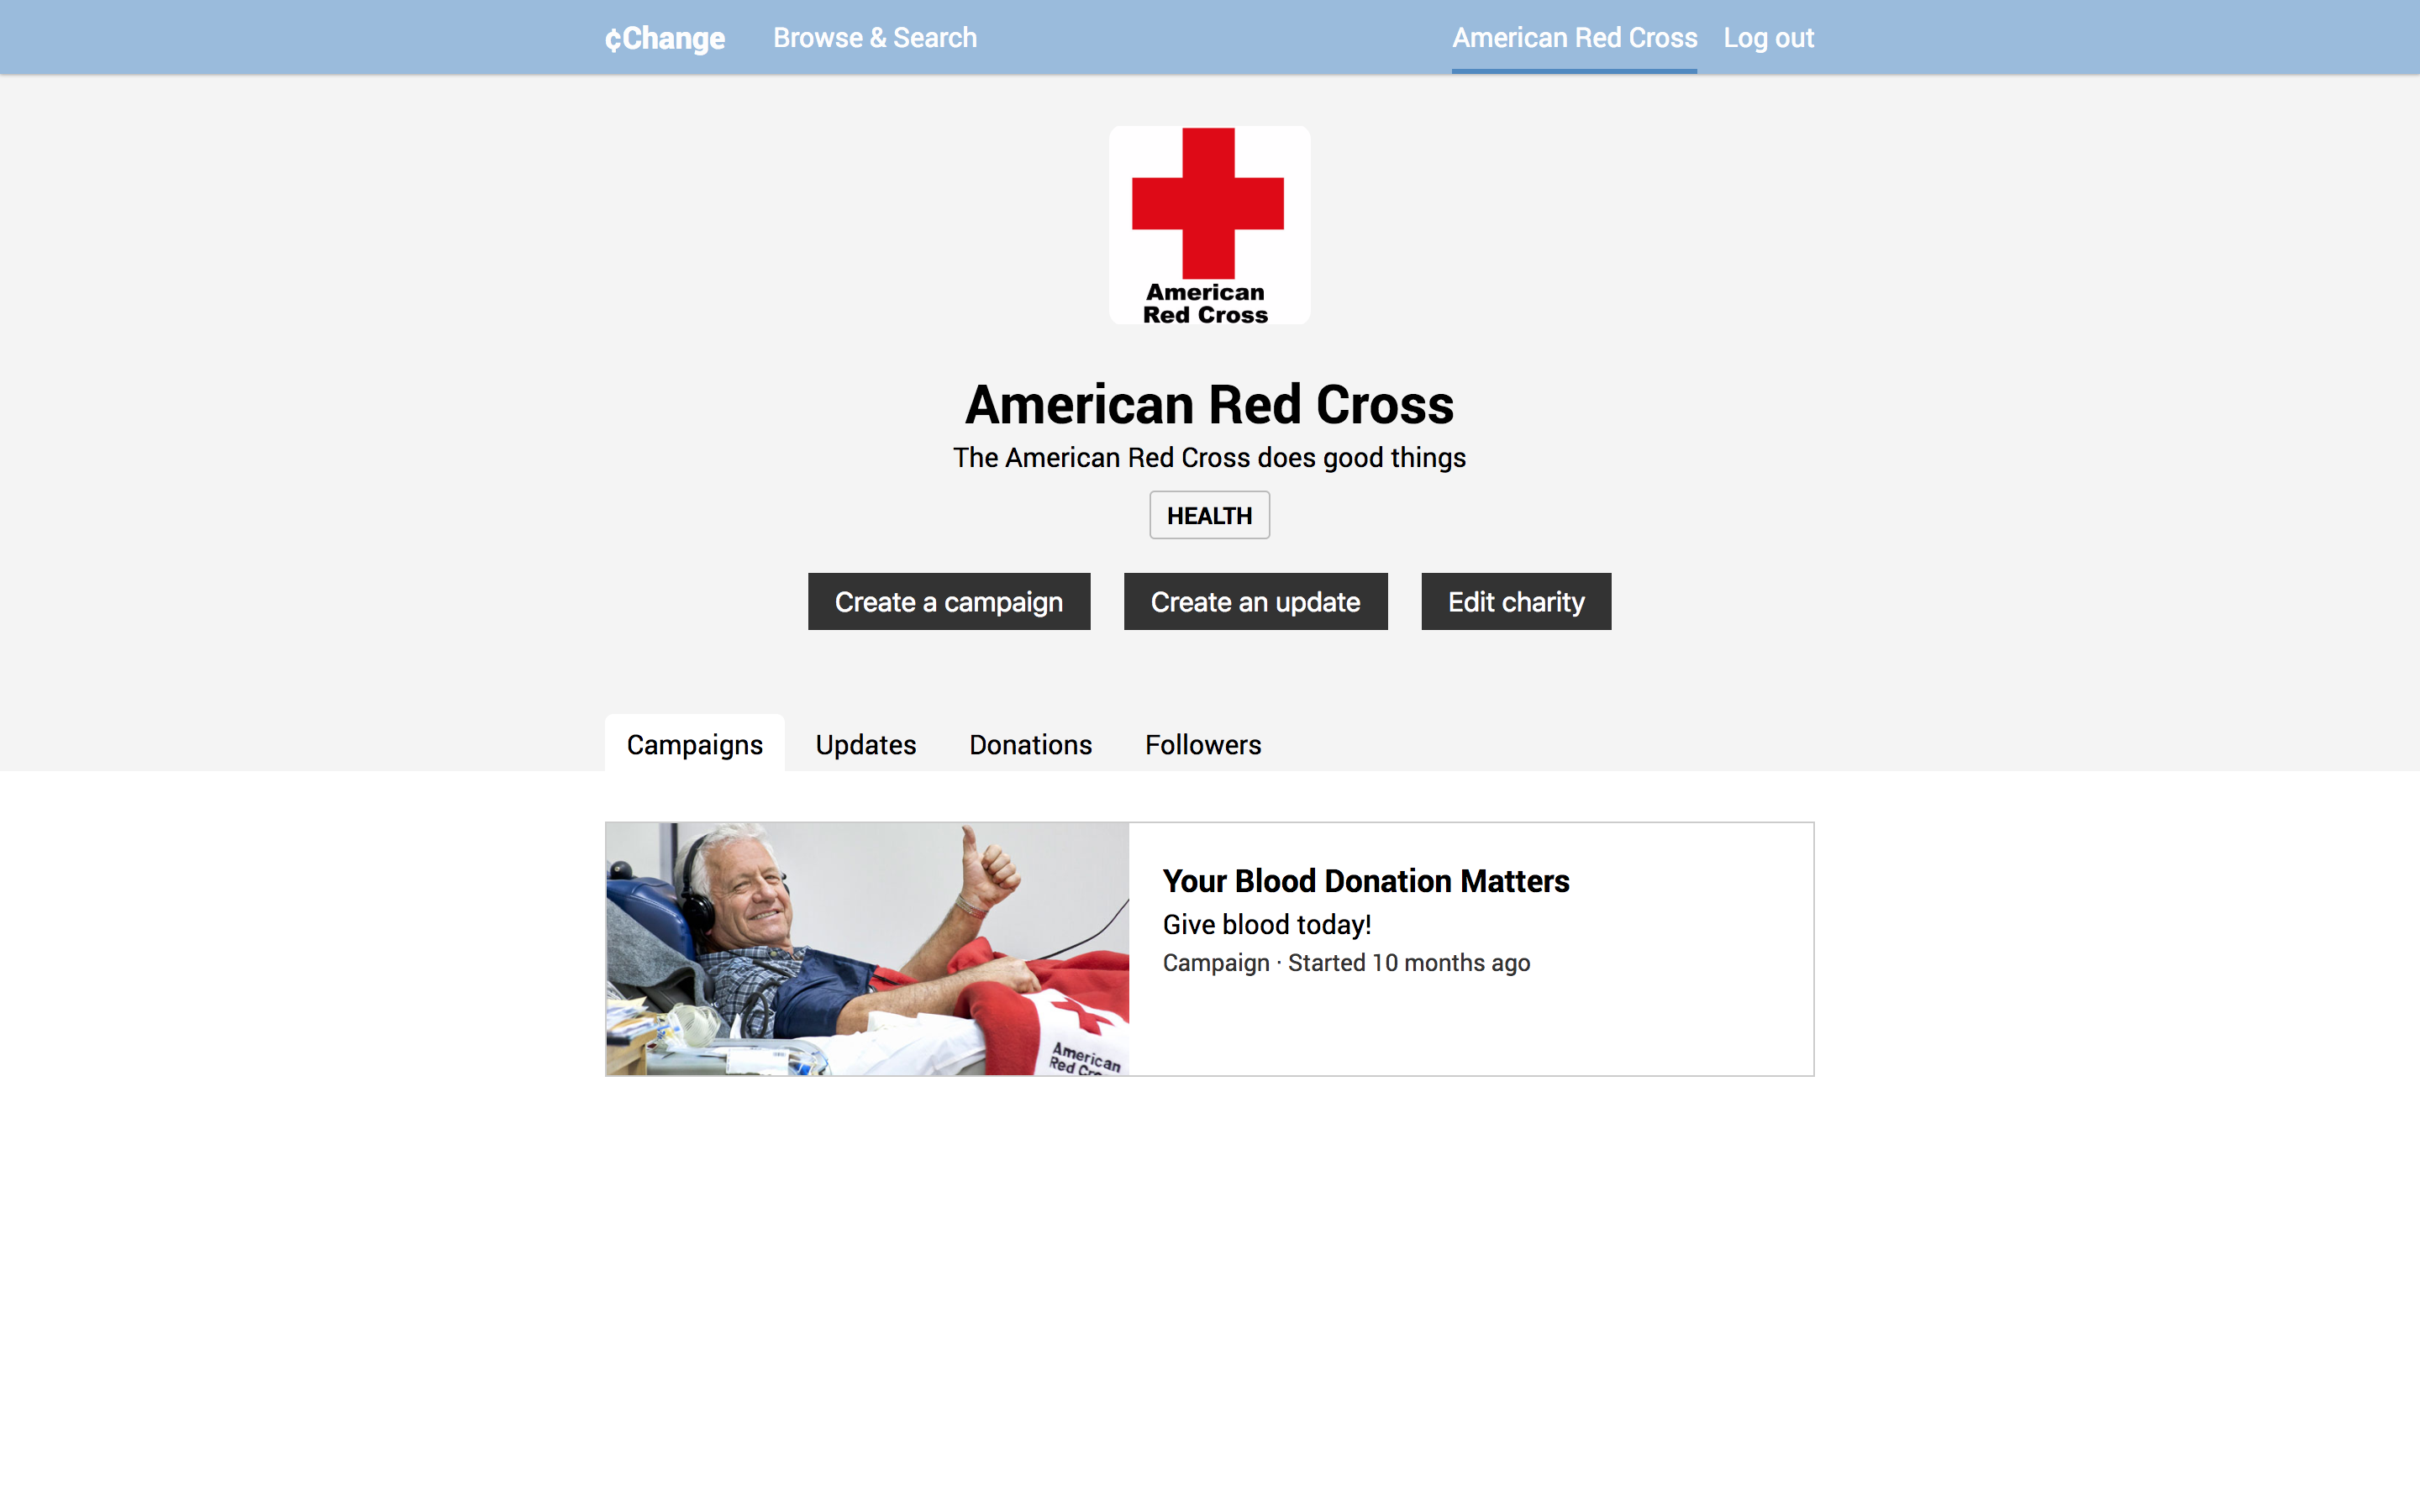 ¢Change
Browse & Search
American Red Cross
Log out
American
Red Cross
American Red Cross
The American Red Cross does good things
HEALTH
Create a campaign
Create an update
Edit charity
Campaigns
Updates
Donations
Followers
Your Blood Donation Matters
Give blood today!
Campaign · Started 10 months ago
American
Red